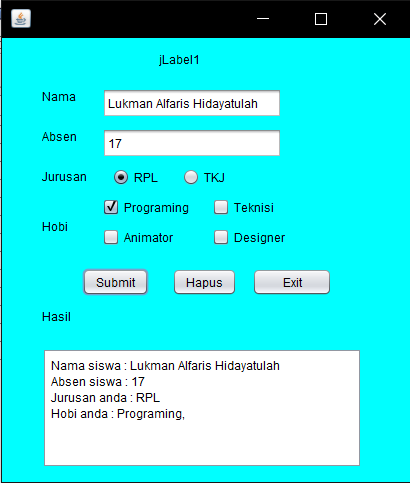 jLabel1
Nama Lukman Alfaris Hidayatulah
Absen 17
Jurusan RPL TKJ
Hobi Programing Teknisi
Animator Designer
Submit Hapus Exit
Hasil
Nama siswa : Lukman Alfaris Hidayatulah
Absen siswa : 17
Jurusan anda : RPL
Hobi anda : Programing,